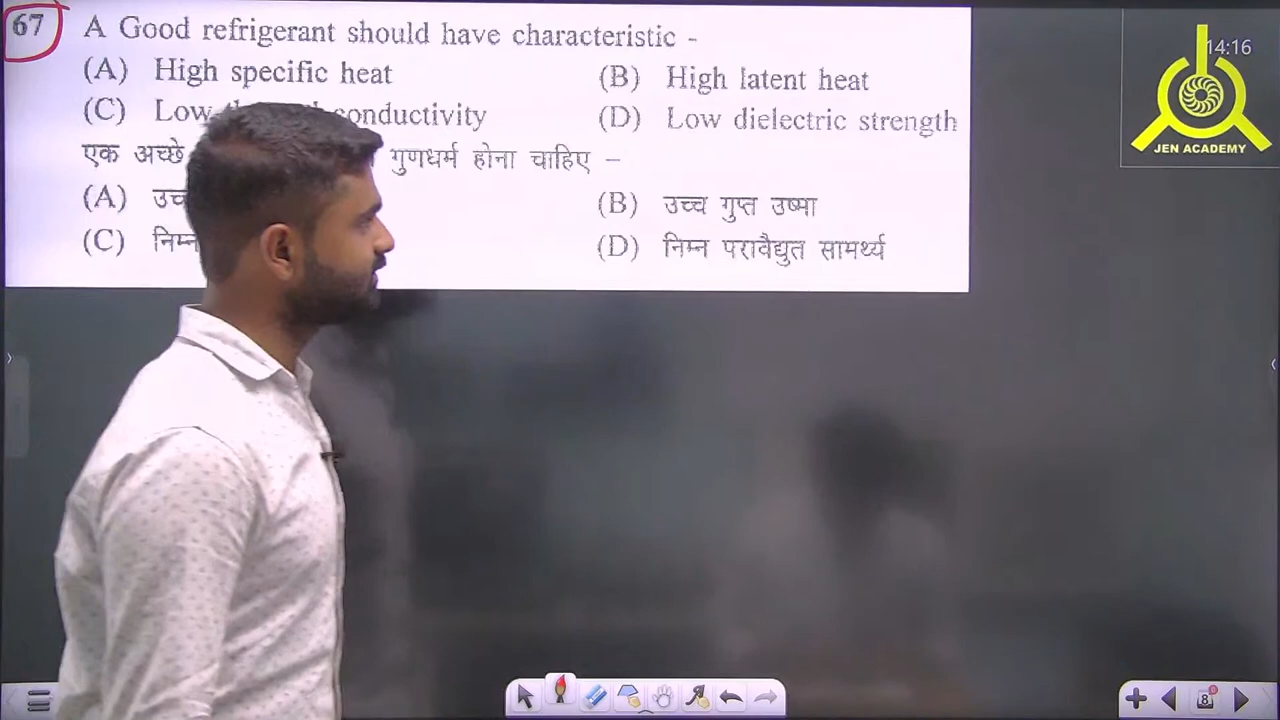 67 A Good refrigerant should have characteristic -
(A) High specific heat (B) High latent heat
(C) Low conductivity (D) Low dielectric strength
एक अच्छे गुणधर्म होना चाहिए –
(A) (B) उच्च गुप्त उष्मा
(C) निम्न (D) निम्न परावैद्युत सामर्थ्य
14:16
JEN ACADEMY
8